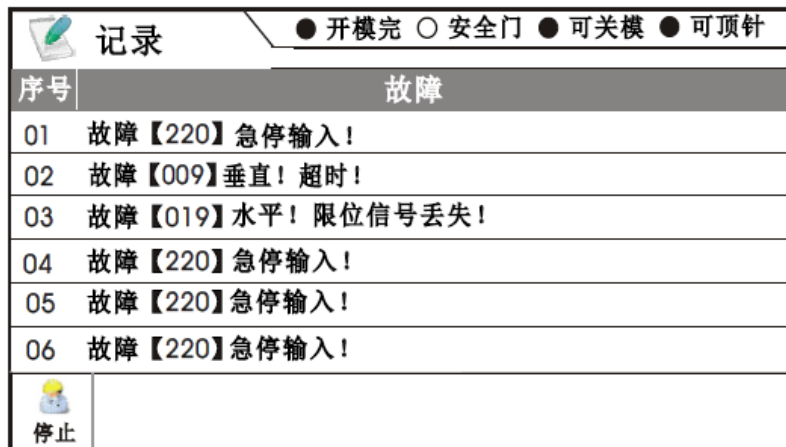 记录
● 开模完 ○ 安全门 ● 可关模 ● 可顶针
序号 故障
01 故障【220】急停输入！
02 故障【009】垂直！超时！
03 故障【019】水平！限位信号丢失！
04 故障【220】急停输入！
05 故障【220】急停输入！
06 故障【220】急停输入！
停止